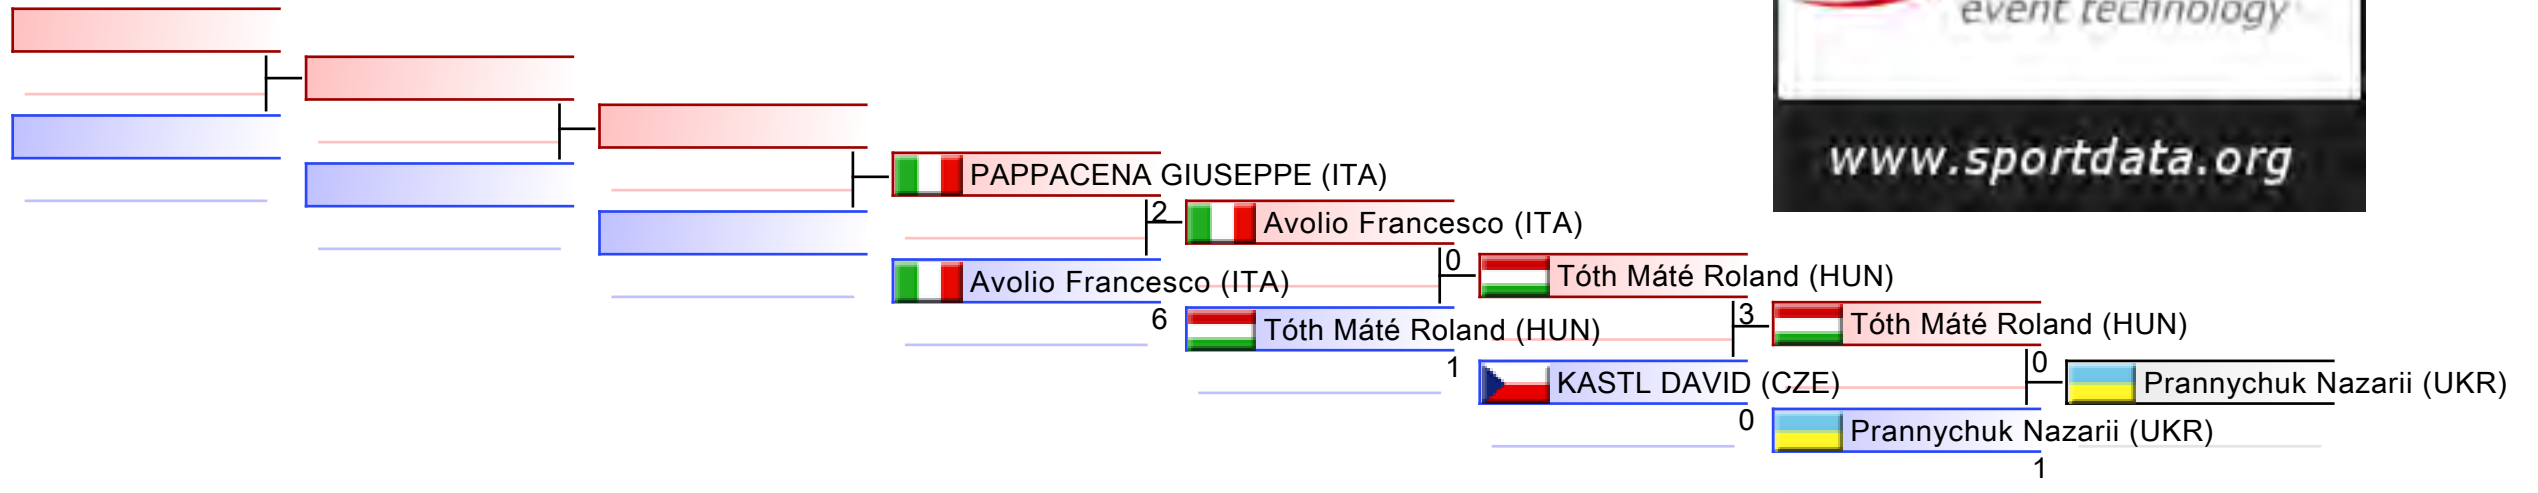 event technology
www.sportdata.org
PAPPACENA GIUSEPPE (ITA)
2
Avolio Francesco (ITA)
Avolio Francesco (ITA)
6
0
Tóth Máté Roland (HUN)
Tóth Máté Roland (HUN)
1
3
Tóth Máté Roland (HUN)
KASTL DAVID (CZE)
0
0
Prannychuk Nazarii (UKR)
Prannychuk Nazarii (UKR)
1